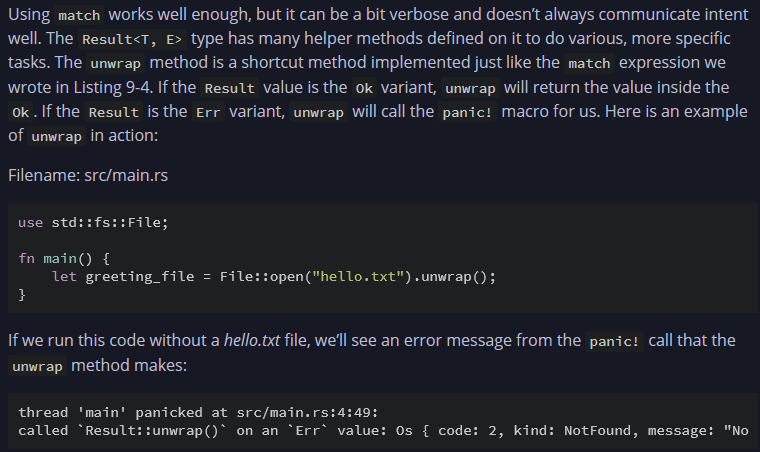 Using match works well enough, but it can be a bit verbose and doesn’t always communicate intent
well. The Result<T, E> type has many helper methods defined on it to do various, more specific
tasks. The unwrap method is a shortcut method implemented just like the match expression we
wrote in Listing 9-4. If the Result value is the Ok variant, unwrap will return the value inside the
Ok. If the Result is the Err variant, unwrap will call the panic! macro for us. Here is an example
of unwrap in action:
Filename: src/main.rs
use std::fs::File;
fn main() {
    let greeting_file = File::open("hello.txt").unwrap();
}
If we run this code without a hello.txt file, we’ll see an error message from the panic! call that the
unwrap method makes:
thread 'main' panicked at src/main.rs:4:49:
called `Result::unwrap()` on an `Err` value: Os { code: 2, kind: NotFound, message: "No